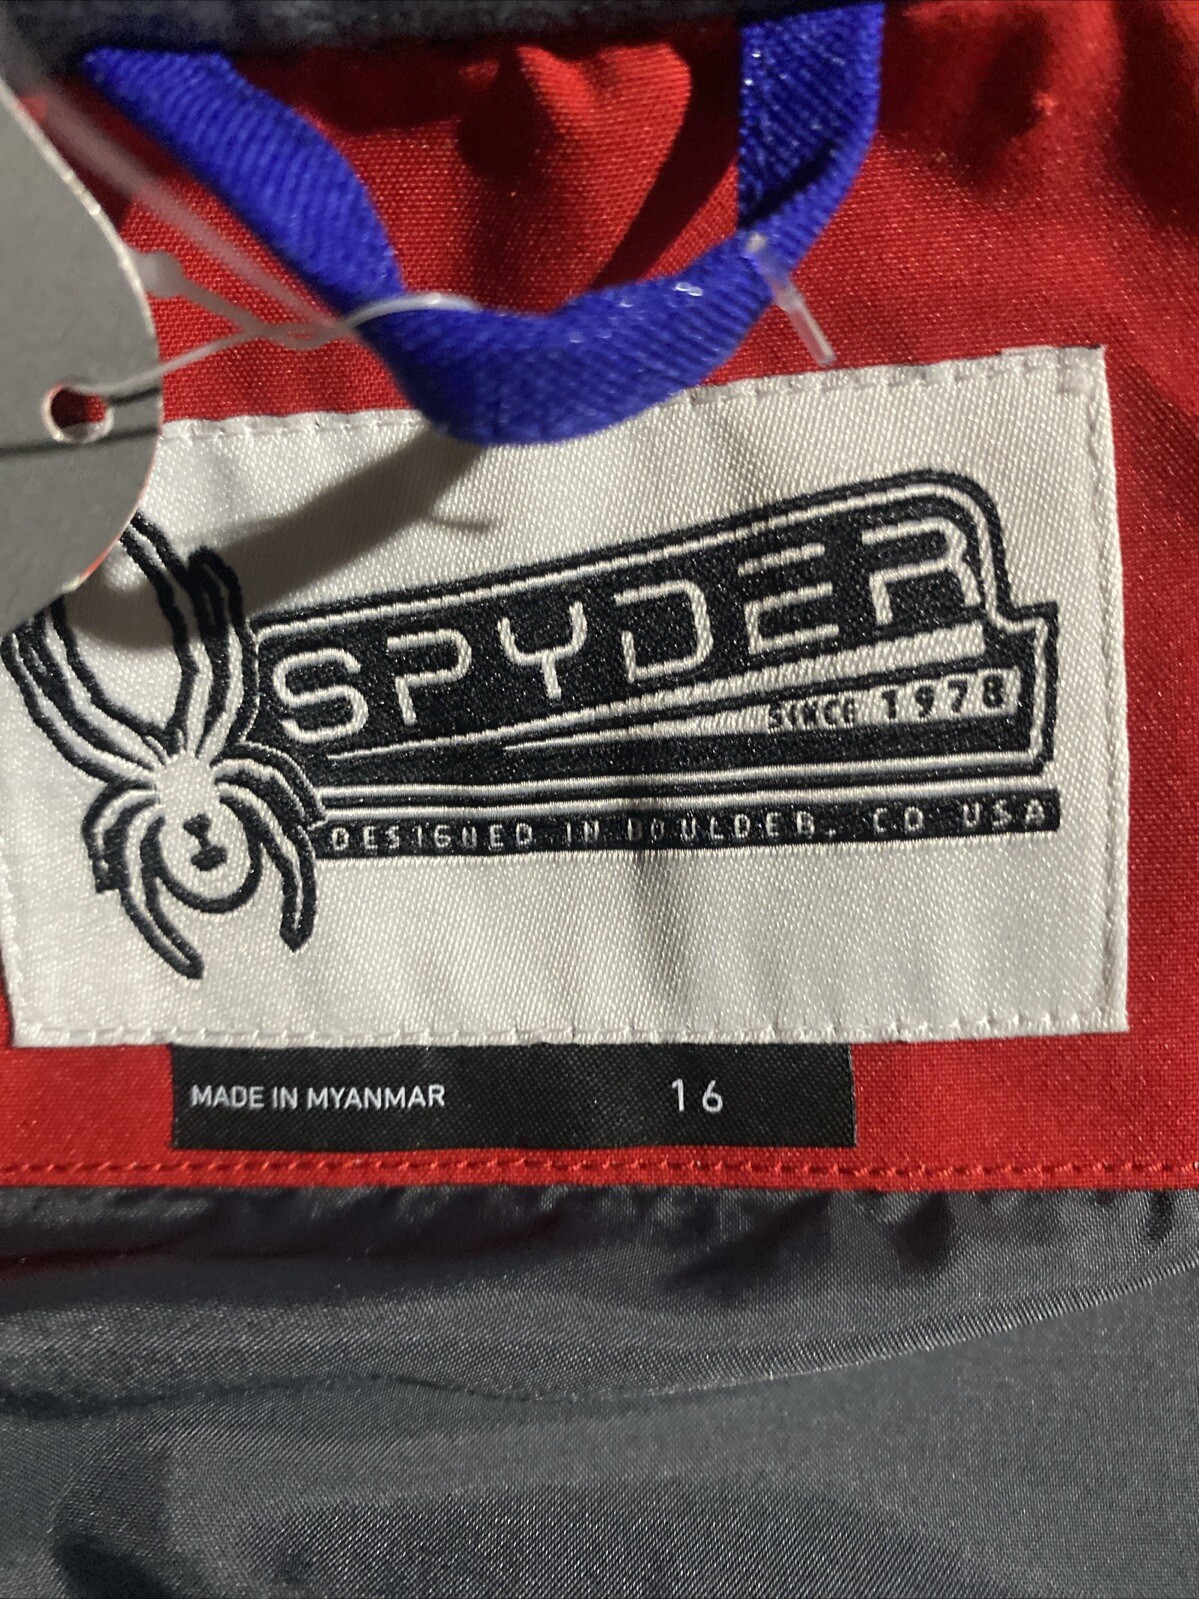 SPYDER
SINCE 1978
DESIGNED IN BOULDER, CO USA
MADE IN MYANMAR 16